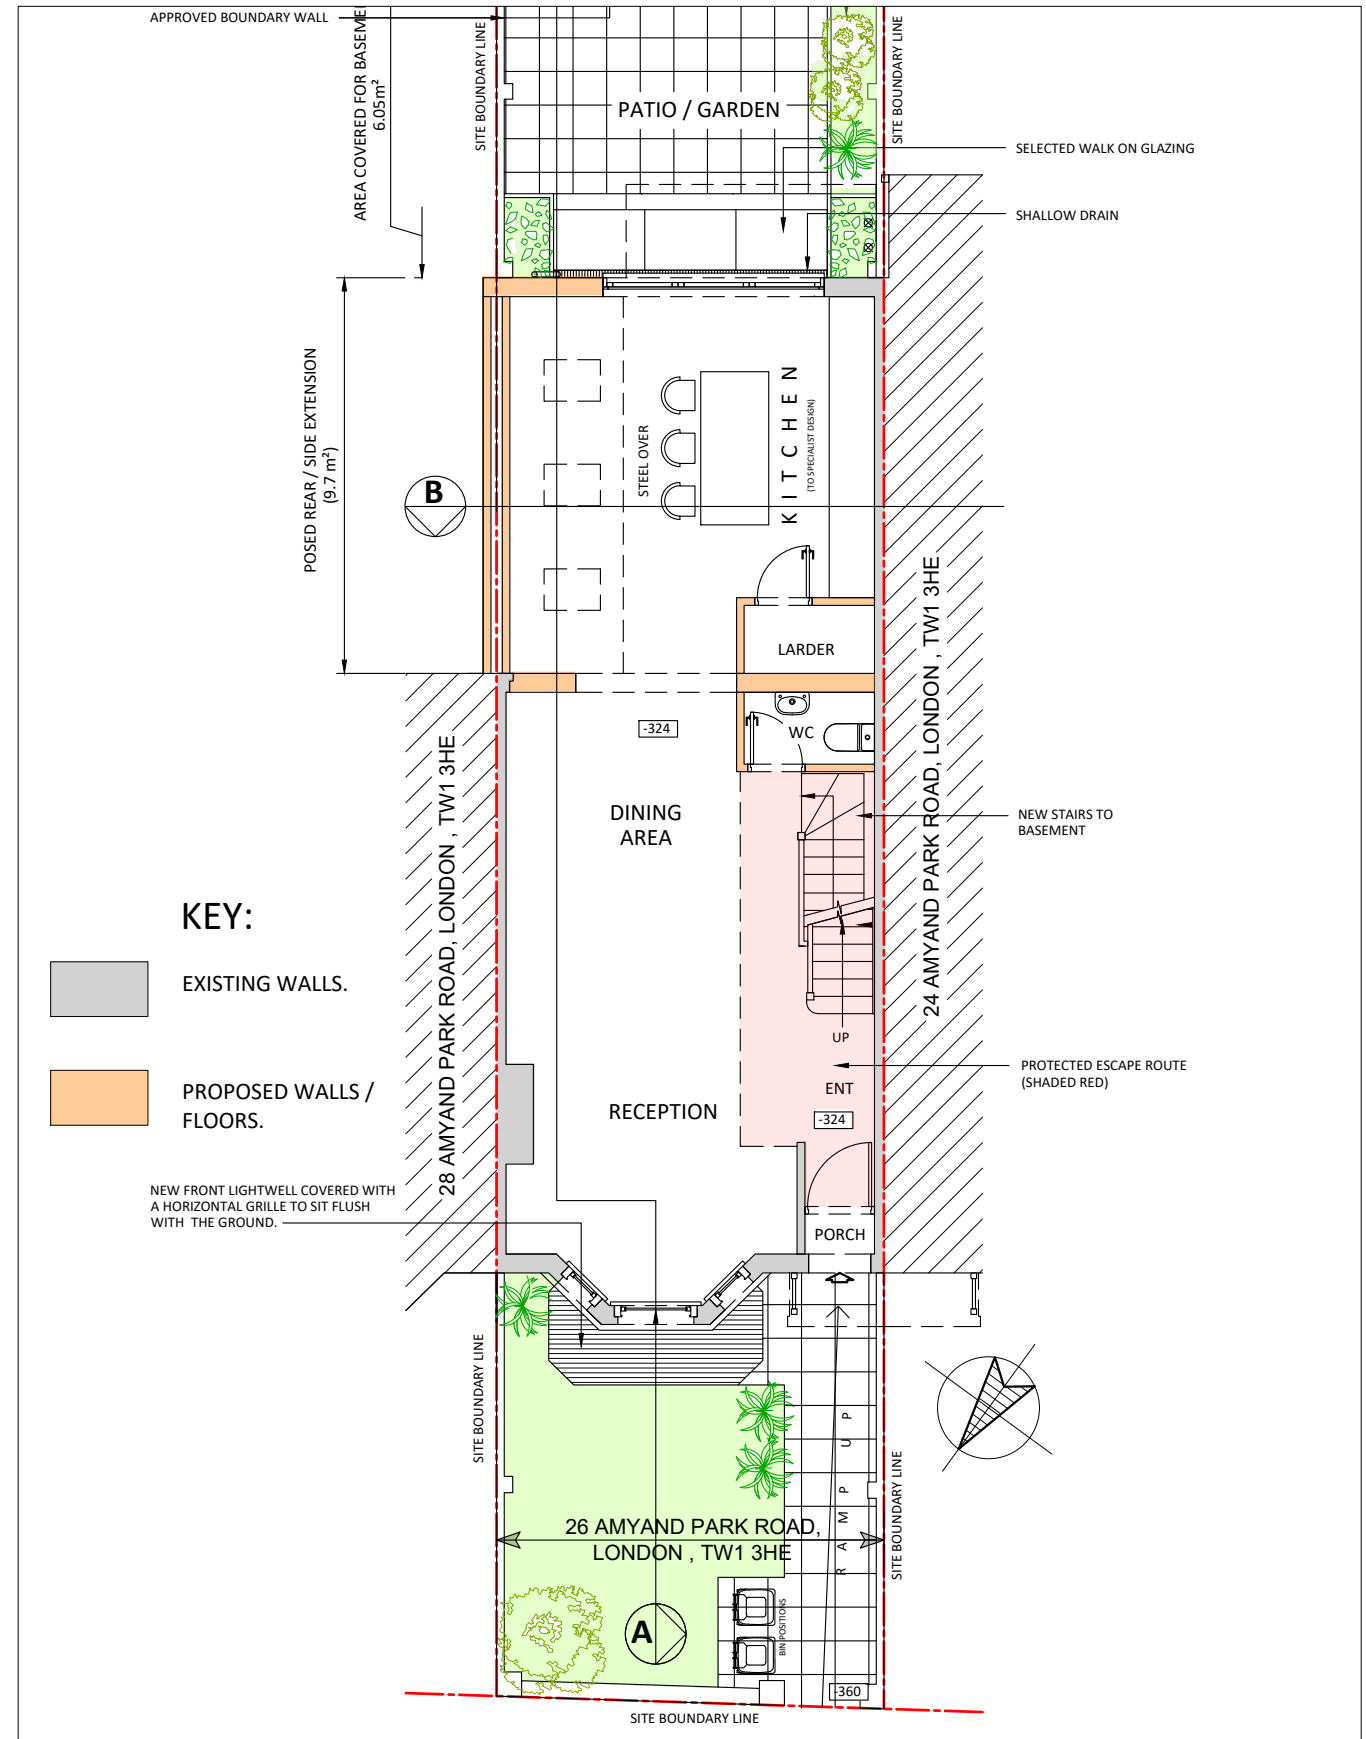 APPROVED BOUNDARY WALL
AREA COVERED FOR BASEME
6.05m²
SITE BOUNDARY LINE
SITE BOUNDARY LINE
PATIO / GARDEN
SELECTED WALK ON GLAZING
SHALLOW DRAIN
POSED REAR / SIDE EXTENSION
(9.7 m²)
B
STEEL OVER
KITCHEN
(TO SPECIALIST DESIGN)
LARDER
24 AMYAND PARK ROAD, LONDON , TW1 3HE
-324
WC
28 AMYAND PARK ROAD, LONDON , TW1 3HE
DINING
AREA
NEW STAIRS TO
BASEMENT
KEY:
EXISTING WALLS.
UP
PROTECTED ESCAPE ROUTE
(SHADED RED)
ENT
PROPOSED WALLS /
FLOORS.
RECEPTION
-324
NEW FRONT LIGHTWELL COVERED WITH
A HORIZONTAL GRILLE TO SIT FLUSH
WITH THE GROUND.
PORCH
SITE BOUNDARY LINE
RAMP UP
SITE BOUNDARY LINE
26 AMYAND PARK ROAD,
LONDON , TW1 3HE
BIN POSITIONS
A
-360
SITE BOUNDARY LINE